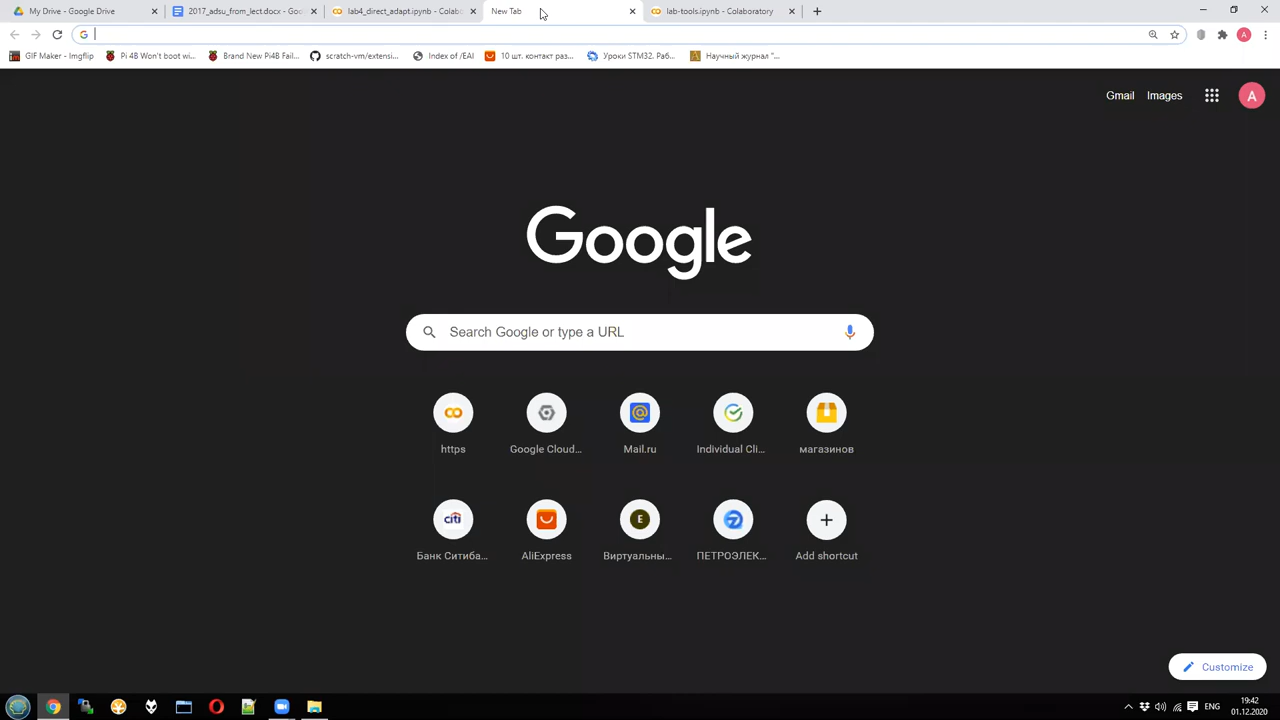 My Drive - Google Drive
2017_adsu_from_lect.docx - Goo
lab4_direct_adapt.ipynb - Colabo
New Tab
lab-tools.ipynb - Colaboratory
GIF Maker - Imgflip
Pi 4B Won't boot wi...
Brand New Pi4B Fail...
scratch-vm/extensi...
Index of /EAI
10 шт. контакт раз...
Уроки STM32. Раб...
Научный журнал "...
A
Gmail
Images
A
Google
Search Google or type a URL
https
Google Cloud...
Mail.ru
Individual Cli...
магазинов
citi
E
Банк Ситиба...
AliExpress
Виртуальны...
ПЕТРОЭЛЕК...
Add shortcut
Customize
ENG
19:42
01.12.2020